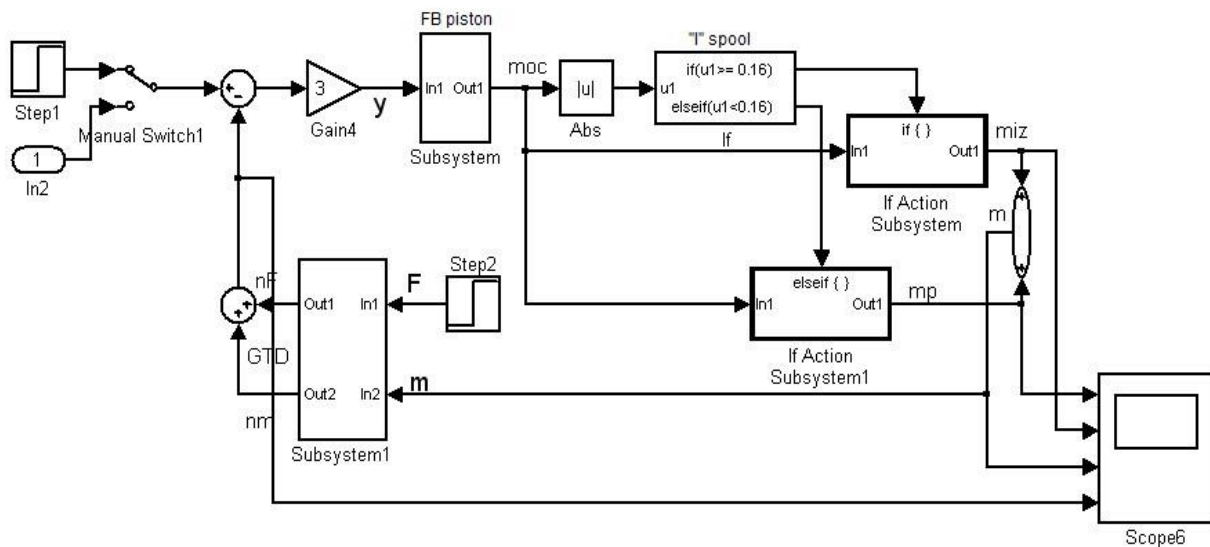 FB piston
"I" spool
Step1
Manual Switch1
1
In2
+
-
3
Gain4
y
In1 Out1
Subsystem
moc
|u|
Abs
u1
if(u1>= 0.16)
elseif(u1<0.16)
If
if { }
In1 Out1
If Action
Subsystem
miz
m
+
+
elseif { }
In1 Out1
If Action
Subsystem1
mp
Step2
F
nF
+
+
Out1 In1
GTD
Out2 In2
m
nm
Subsystem1
Scope6